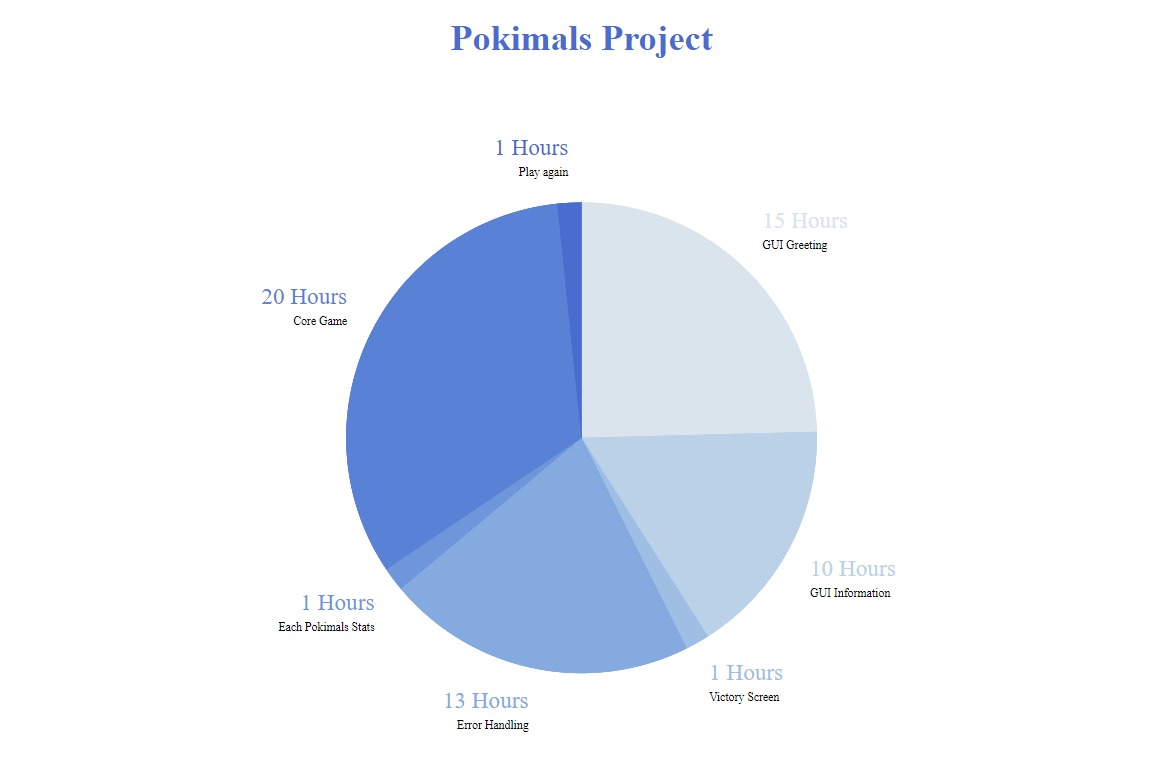 Pokimals Project
1 Hours
Play again
15 Hours
GUI Greeting
20 Hours
Core Game
10 Hours
GUI Information
1 Hours
Each Pokimals Stats
1 Hours
Victory Screen
13 Hours
Error Handling